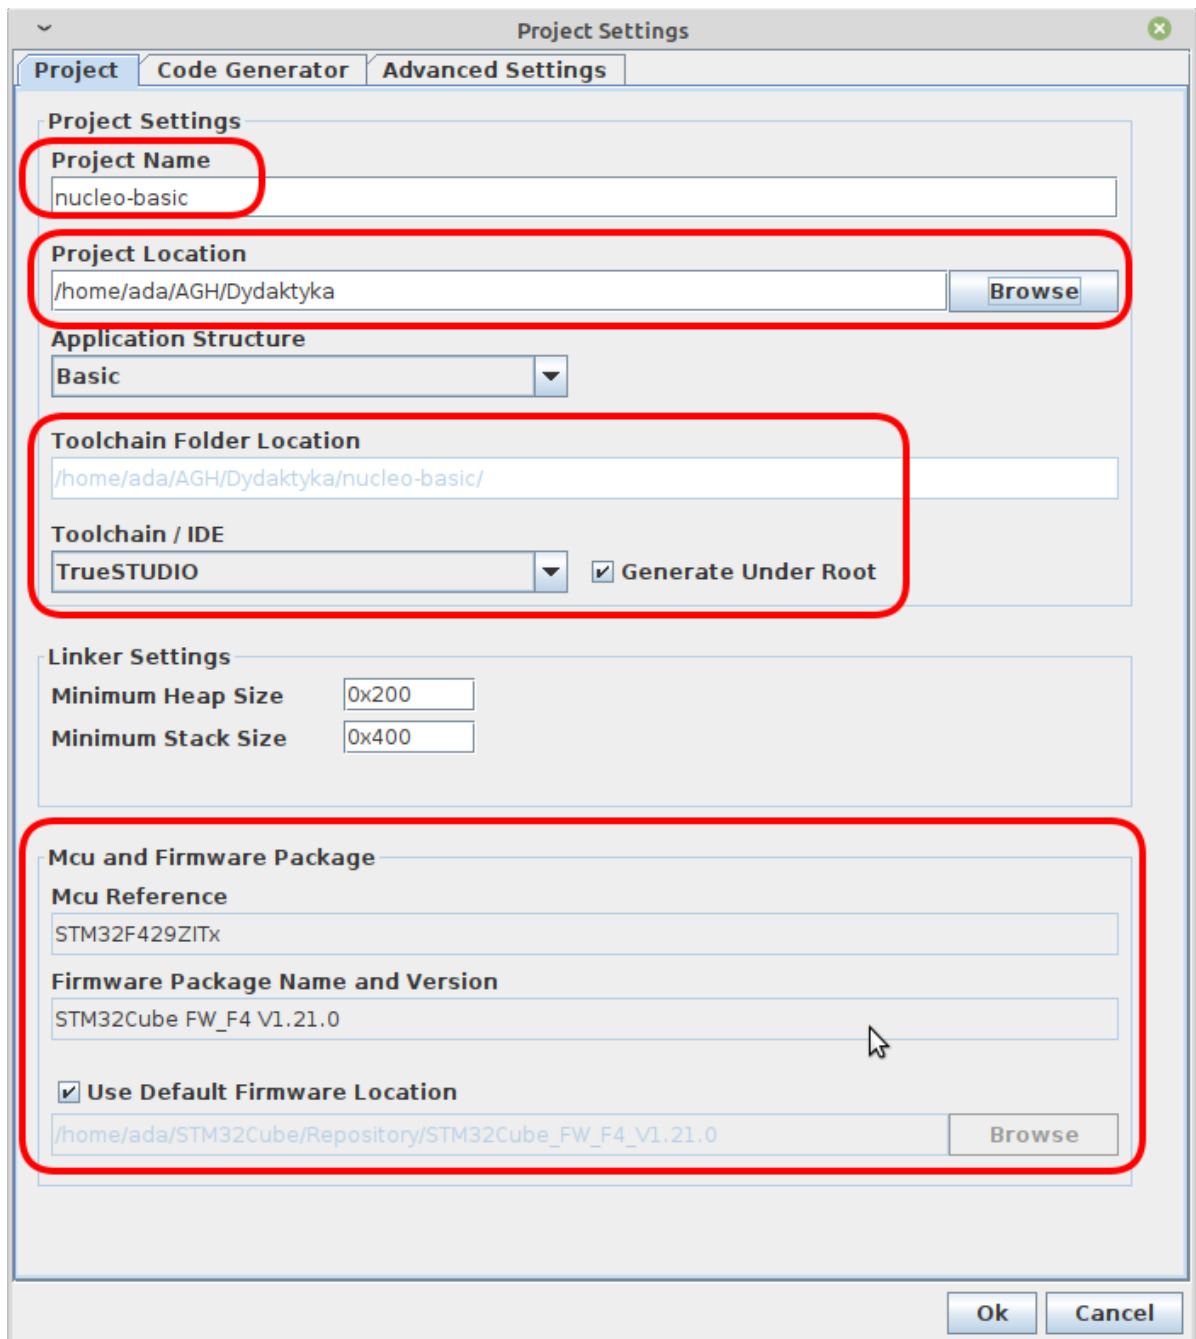 Project Settings
Project Code Generator Advanced Settings
Project Settings
Project Name
nucleo-basic
Project Location
/home/ada/AGH/Dydaktyka Browse
Application Structure
Basic
Toolchain Folder Location
/home/ada/AGH/Dydaktyka/nucleo-basic/
Toolchain / IDE
TrueSTUDIO Generate Under Root
Linker Settings
Minimum Heap Size 0x200
Minimum Stack Size 0x400
Mcu and Firmware Package
Mcu Reference
STM32F429ZITx
Firmware Package Name and Version
STM32Cube FW_F4 V1.21.0
Use Default Firmware Location
/home/ada/STM32Cube/Repository/STM32Cube_FW_F4_V1.21.0 Browse
Ok Cancel